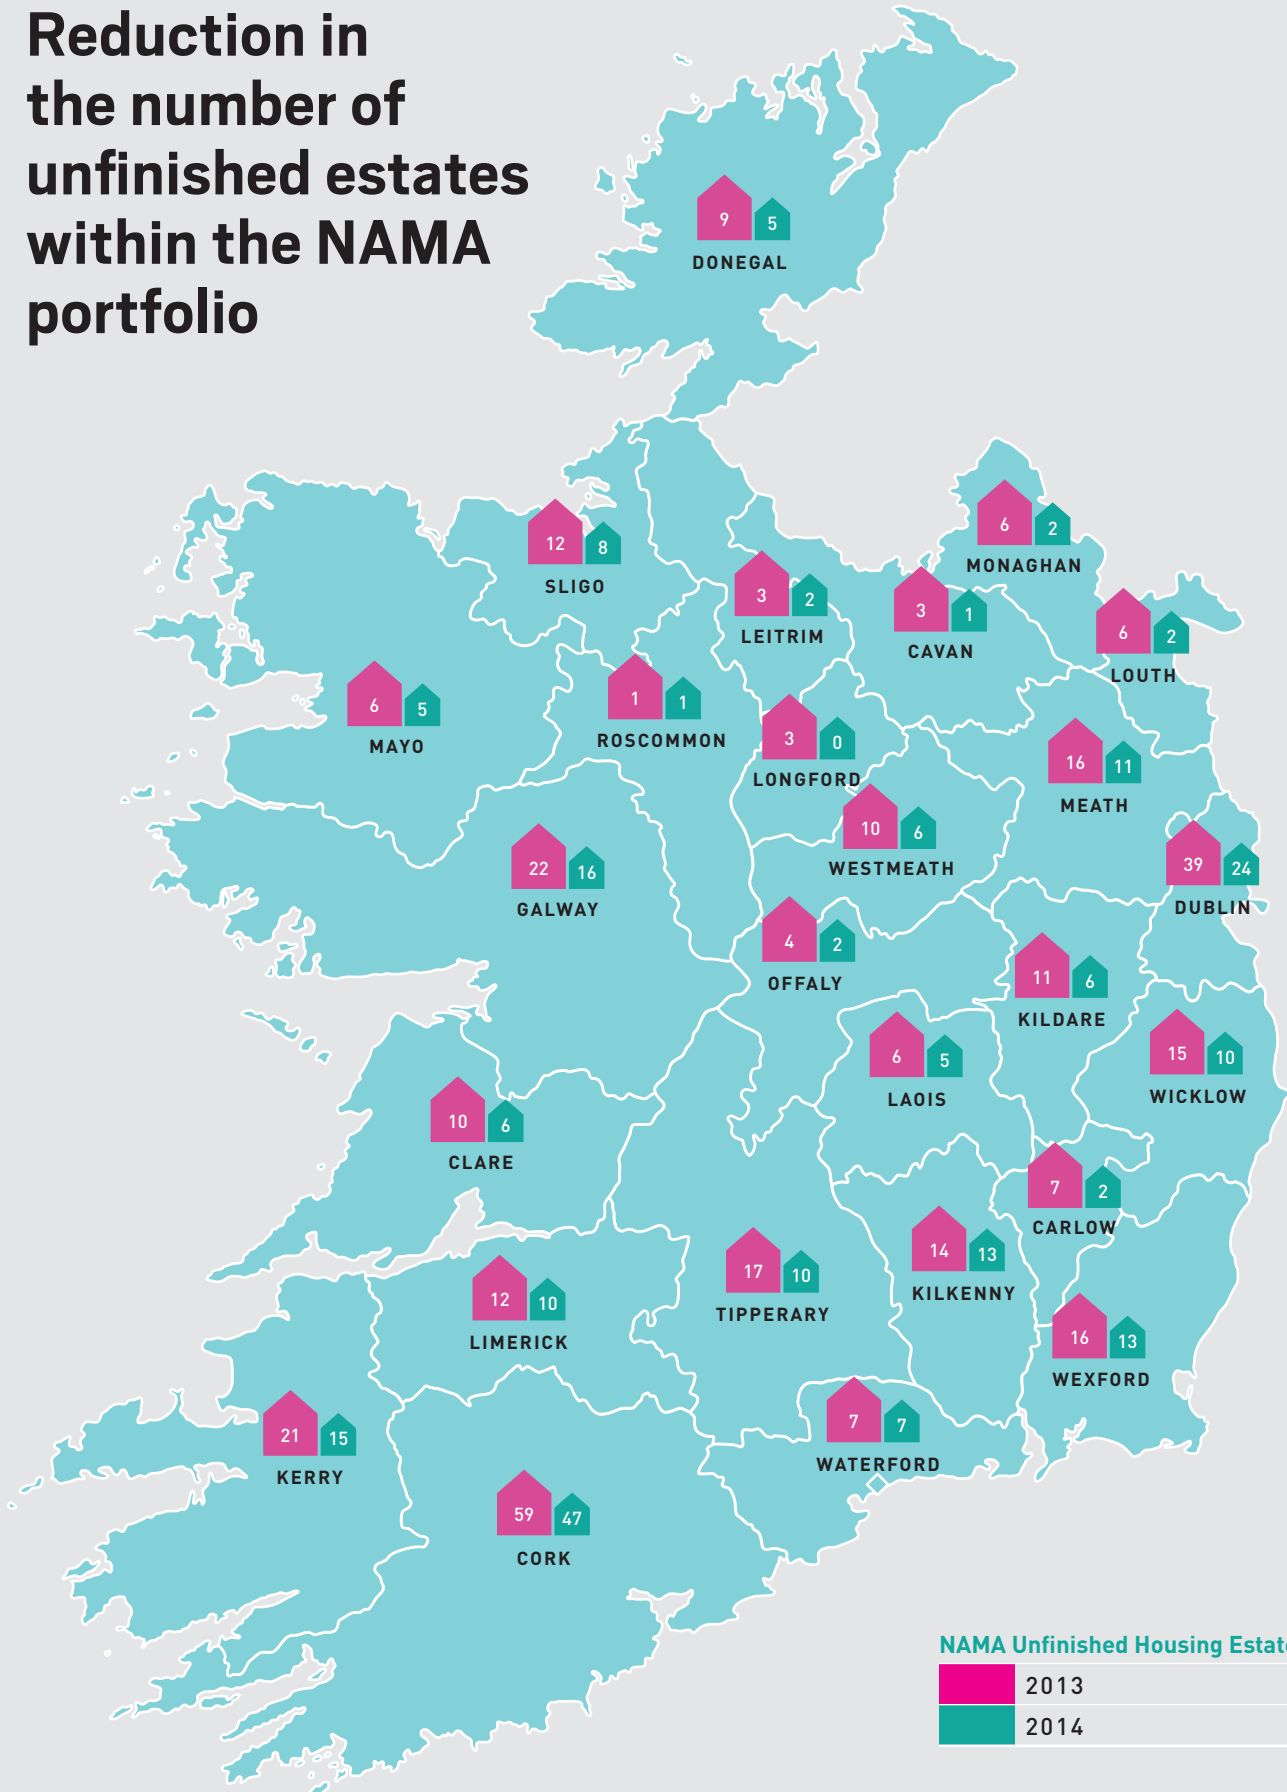 Reduction in
the number of
unfinished estates
within the NAMA
portfolio
9 5
DONEGAL
6 2
MONAGHAN
12 8
SLIGO
3 2
LEITRIM
3 1
CAVAN
6 2
LOUTH
6 5
MAYO
1 1
ROSCOMMON
3 0
LONGFORD
16 11
MEATH
10 6
WESTMEATH
39 24
DUBLIN
22 16
GALWAY
4 2
OFFALY
11 6
KILDARE
6 5
LAOIS
15 10
WICKLOW
10 6
CLARE
7 2
CARLOW
14 13
KILKENNY
17 10
TIPPERARY
12 10
LIMERICK
16 13
WEXFORD
21 15
KERRY
7 7
WATERFORD
59 47
CORK
NAMA Unfinished Housing Estate
2013
2014